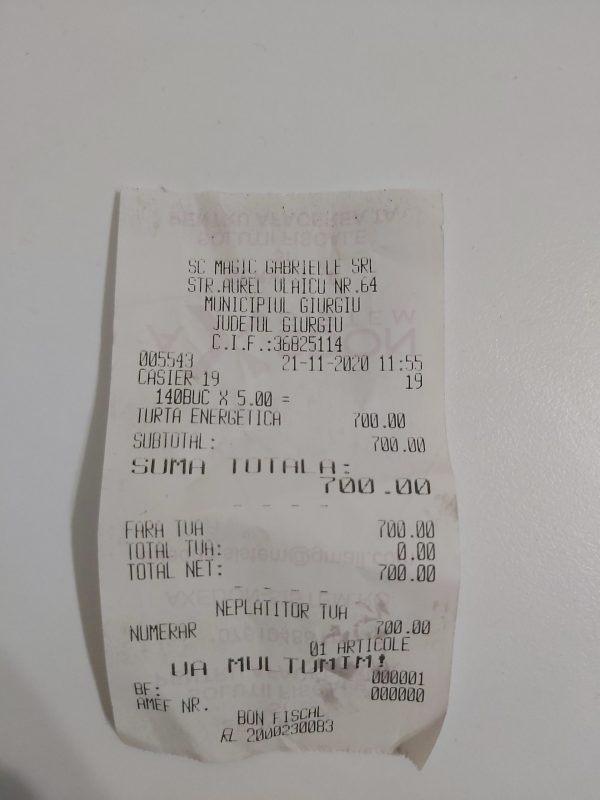 SC MAGIC GABRIELLE SRL
STR.AUREL VLAICU NR.64
MUNICIPIUL GIURGIU
JUDETUL GIURGIU
C.I.F.:36825114
005543 21-11-2020 11:55
CASIER 19 19
140BUC X 5.00 =
TURTA ENERGETICA 700.00
SUBTOTAL: 700.00
SUMA TOTALA:
700.00
- - - -
FARA TVA 700.00
TOTAL TVA: 0.00
TOTAL NET: 700.00
- - - -
NEPLATITOR TVA
NUMERAR 700.00
01 ARTICOLE
VA MULTUMIM!
BF: 000001
AMEF NR. 000000
BON FISCAL
RL 2000230083